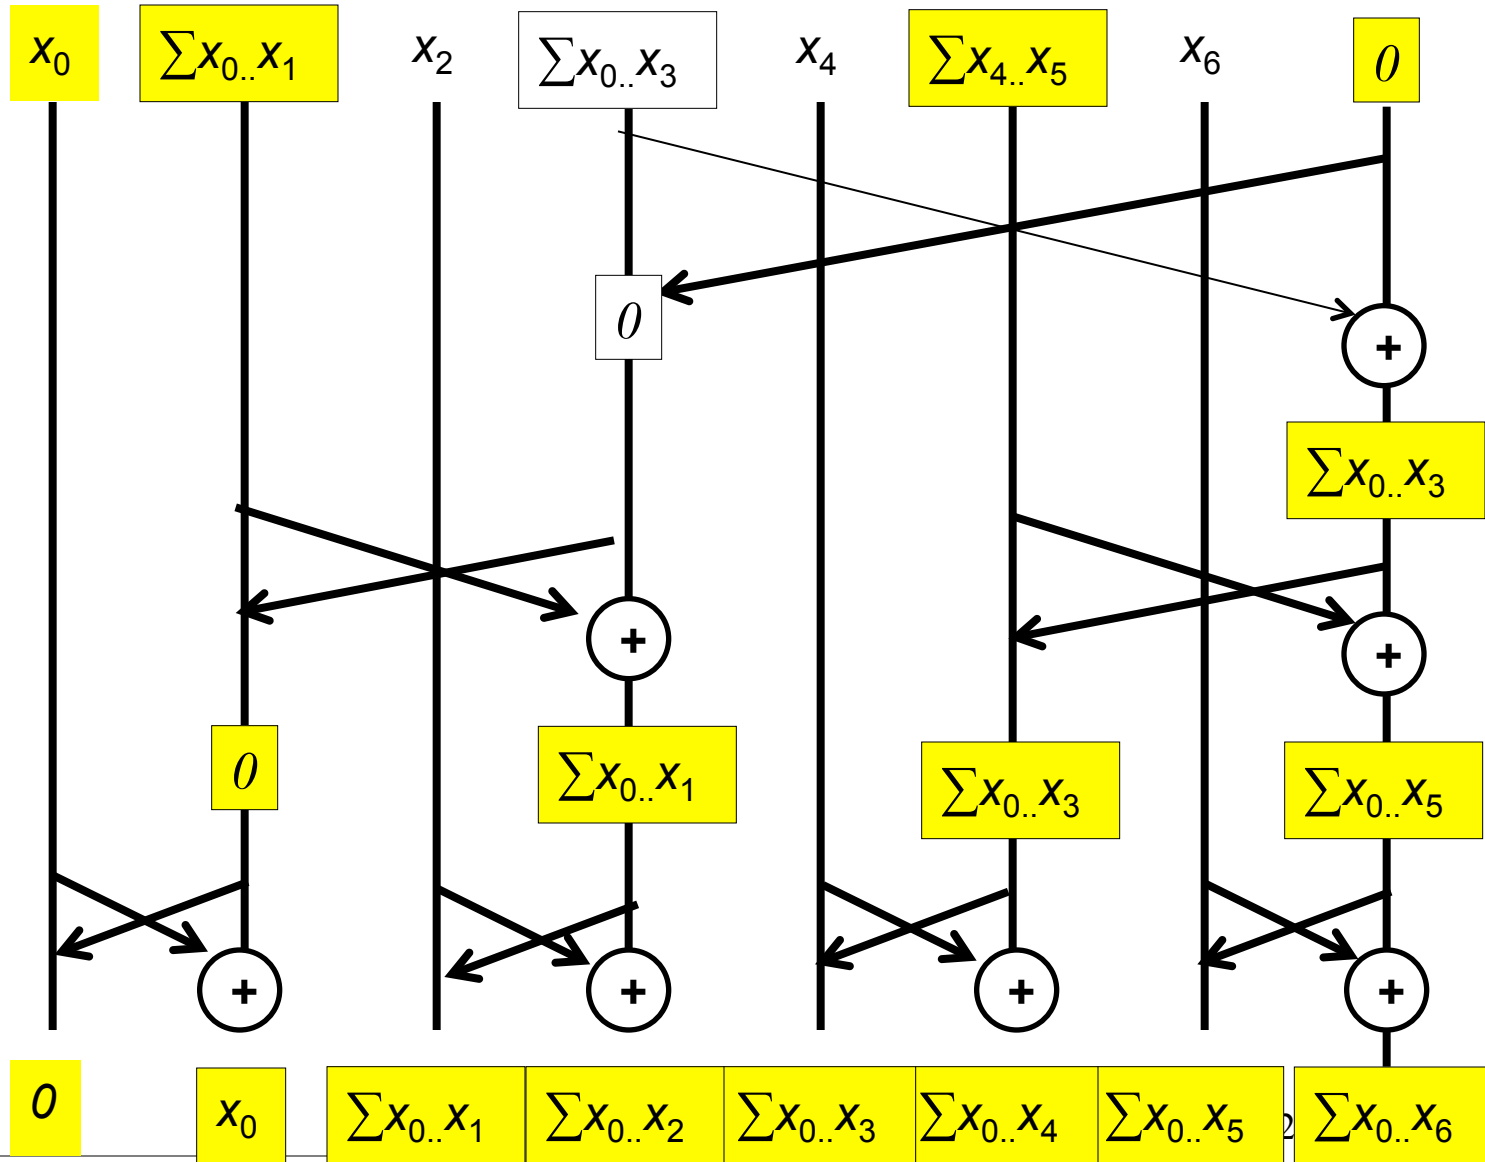 x₀ ∑x₀..x₁ x₂ ∑x₀..x₃ x₄ ∑x₄..x₅ x₆ 0
0
+
∑x₀..x₃
+ +
0 ∑x₀..x₁ ∑x₀..x₃ ∑x₀..x₅
+ + + +
0 x₀ ∑x₀..x₁ ∑x₀..x₂ ∑x₀..x₃ ∑x₀..x₄ ∑x₀..x₅ ∑x₀..x₆